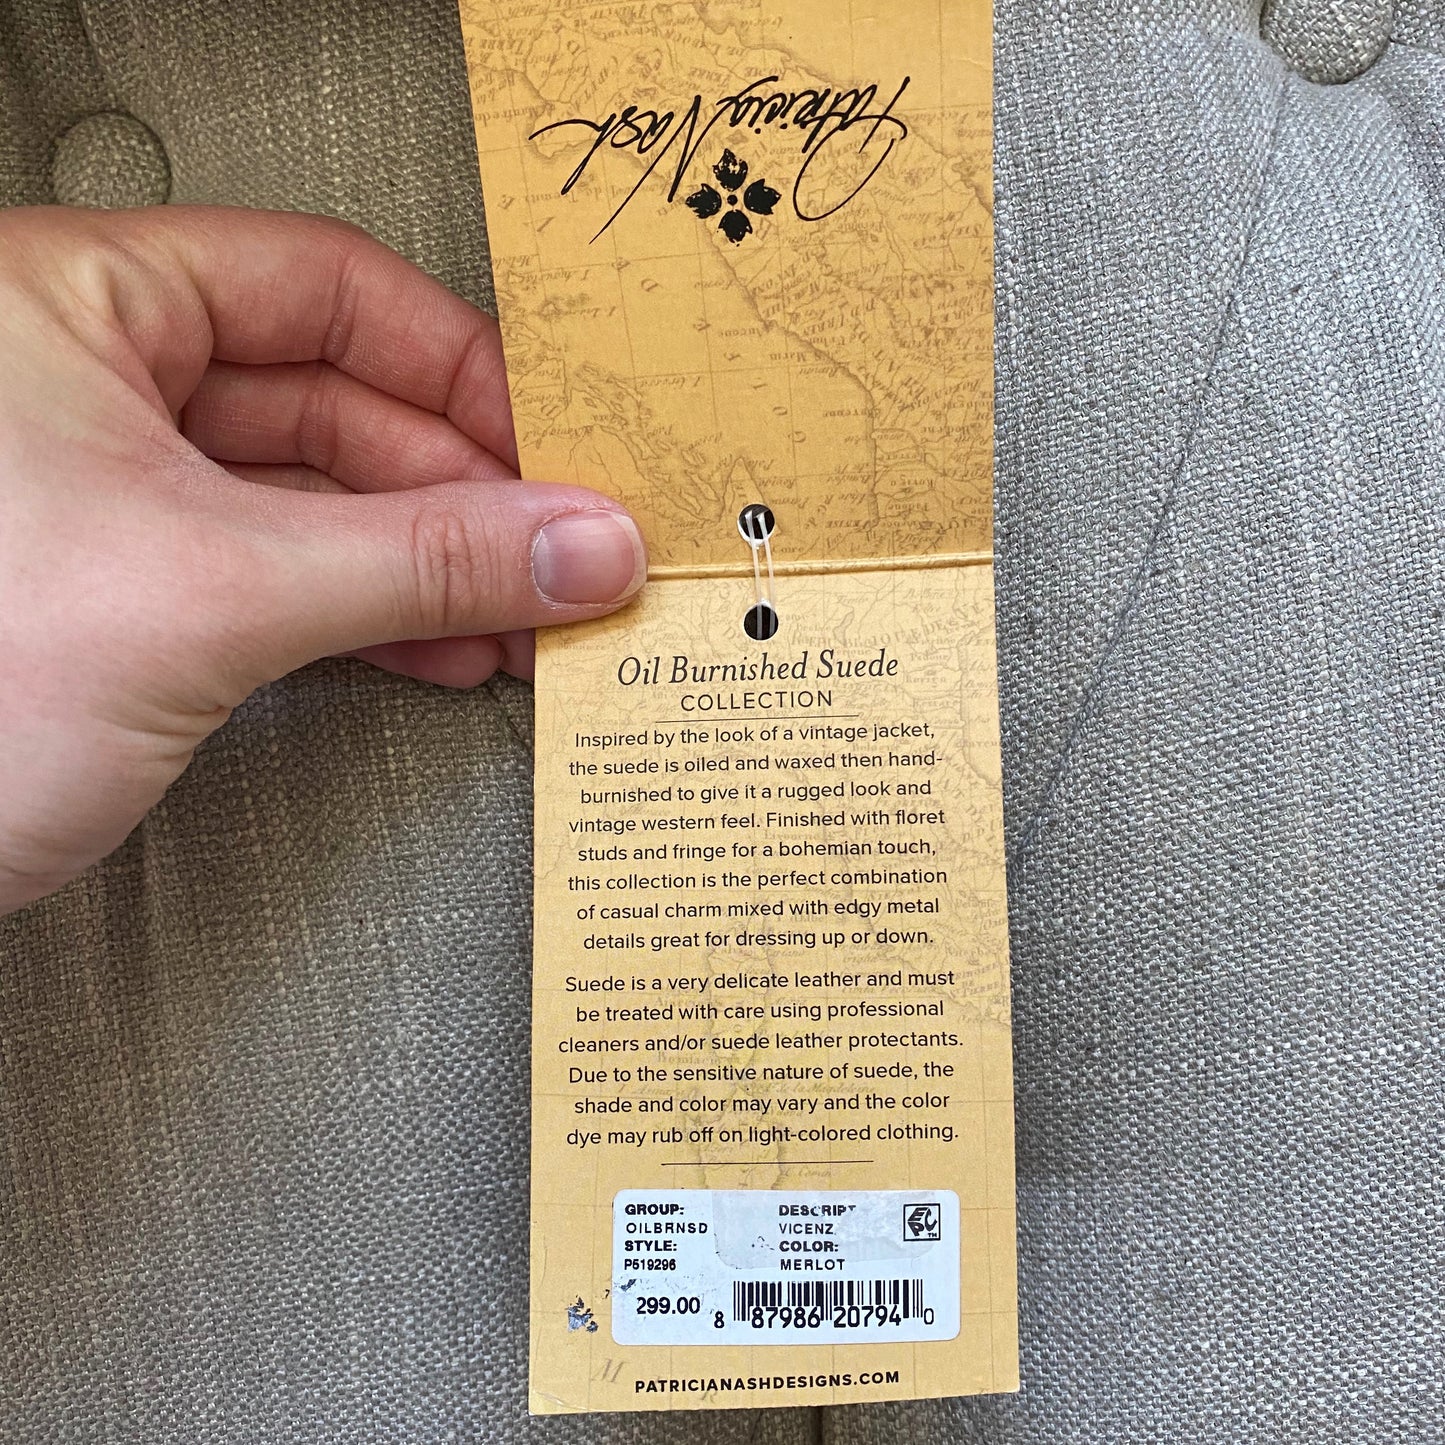 Patricia Nash
Oil Burnished Suede
COLLECTION
Inspired by the look of a vintage jacket,
the suede is oiled and waxed then hand-
burnished to give it a rugged look and
vintage western feel. Finished with floret
studs and fringe for a bohemian touch,
this collection is the perfect combination
of casual charm mixed with edgy metal
details great for dressing up or down.
Suede is a very delicate leather and must
be treated with care using professional
cleaners and/or suede leather protectants.
Due to the sensitive nature of suede, the
shade and color may vary and the color
dye may rub off on light-colored clothing.
GROUP: DESCRIPT
OILBRNSD VICENZ
STYLE: COLOR:
P519296 MERLOT
EPC TM
299.00
8 87986 20794 0
PATRICIANASHDESIGNS.COM